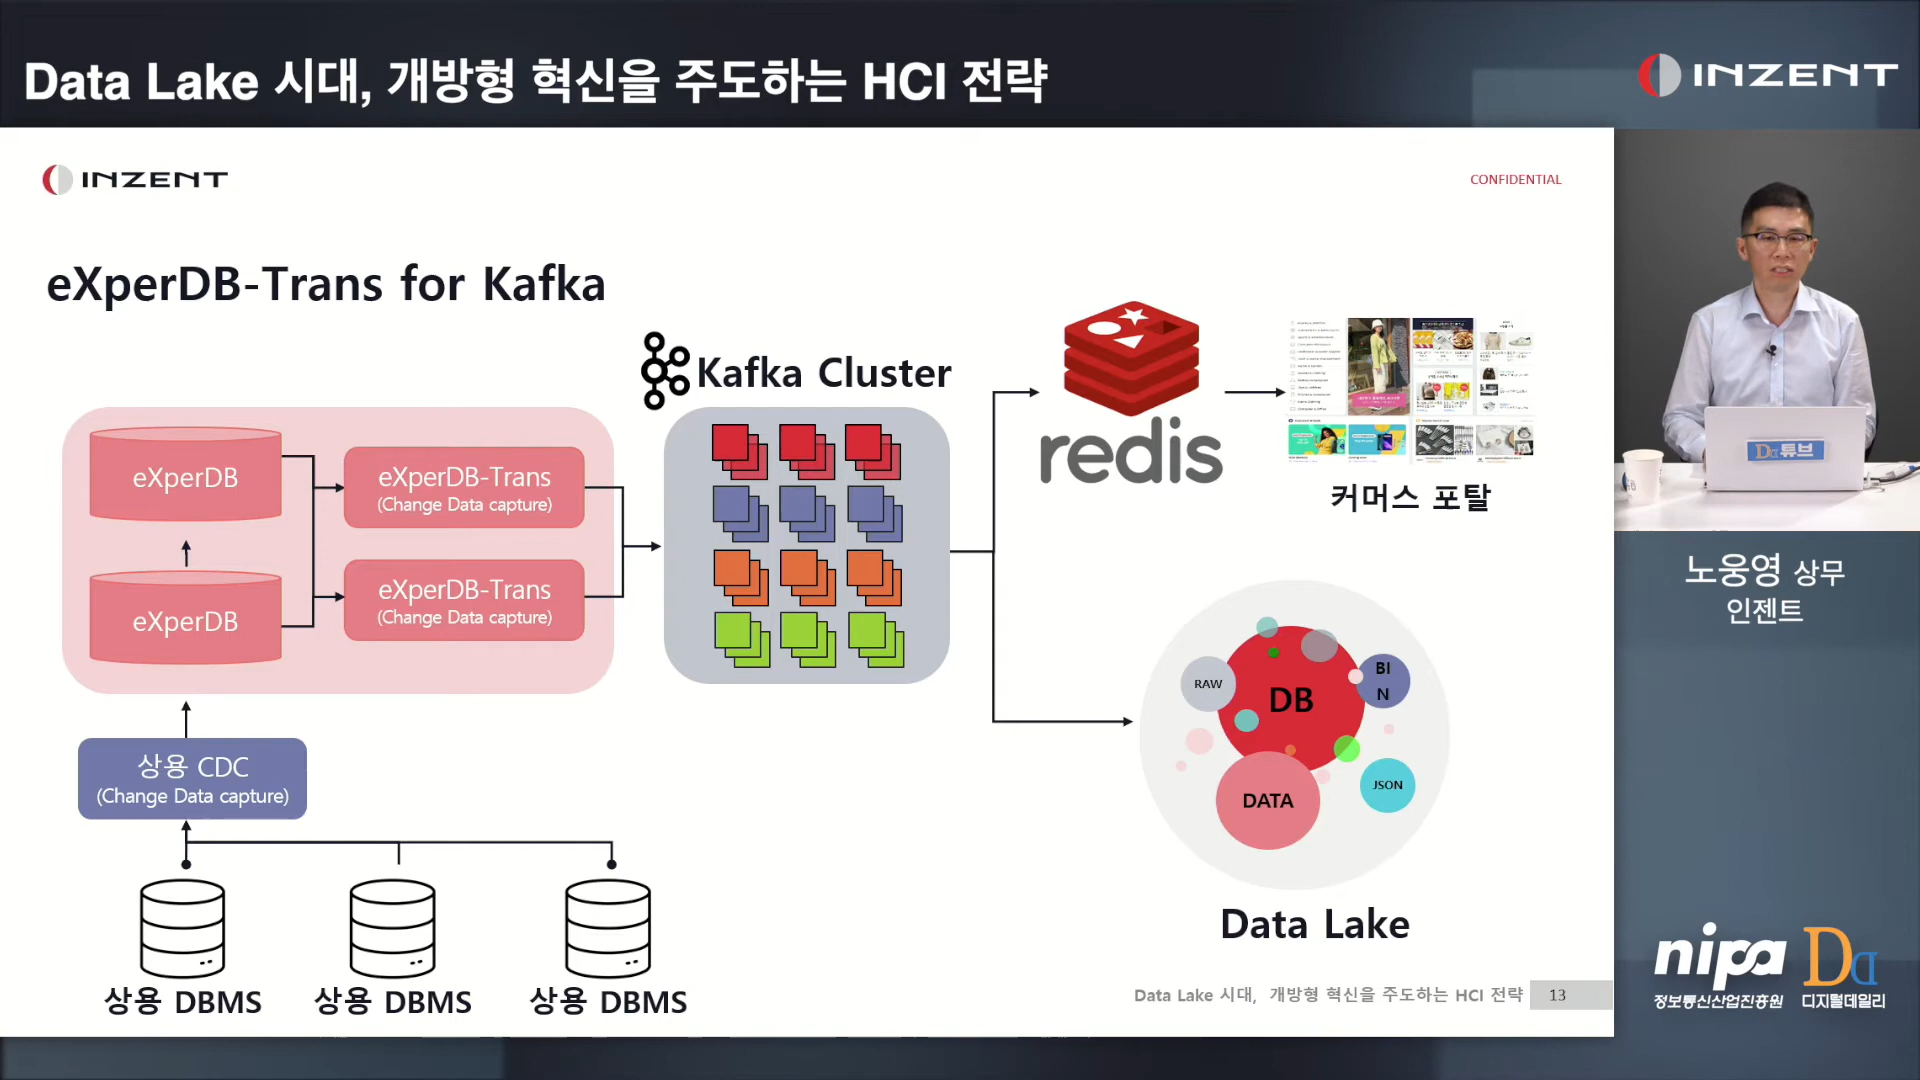 Data Lake 시대, 개방형 혁신을 주도하는 HCI 전략
INZENT
INZENT
CONFIDENTIAL
eXperDB-Trans for Kafka
Kafka Cluster
eXperDB
eXperDB-Trans
(Change Data capture)
eXperDB
eXperDB-Trans
(Change Data capture)
redis
커머스 포탈
상용 CDC
(Change Data capture)
RAW
DB
BI
N
DATA
JSON
Data Lake
상용 DBMS
상용 DBMS
상용 DBMS
Data Lake 시대, 개방형 혁신을 주도하는 HCI 전략
13
DD튜브
노웅영 상무
인젠트
nipa
정보통신산업진흥원
Dd
디지털데일리